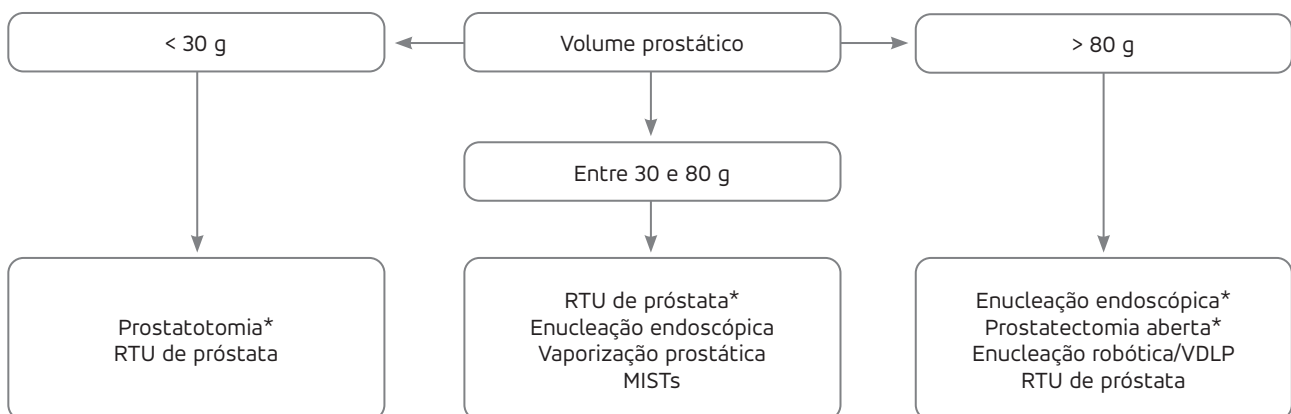 < 30 g
Volume prostático
> 80 g
Entre 30 e 80 g
Prostatotomia*
RTU de próstata
RTU de próstata*
Enucleação endoscópica
Vaporização prostática
MISTs
Enucleação endoscópica*
Prostatectomia aberta*
Enucleação robótica/VDLP
RTU de próstata